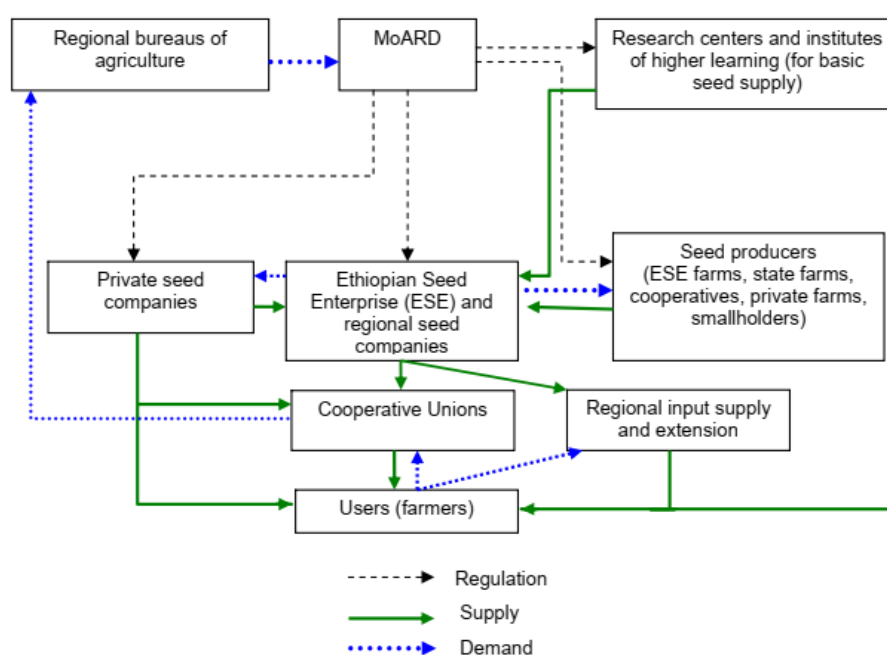 Regional bureaus of
agriculture
MoARD
Research centers and institutes
of higher learning (for basic
seed supply)
Private seed
companies
Ethiopian Seed
Enterprise (ESE) and
regional seed
companies
Seed producers
(ESE farms, state farms,
cooperatives, private farms,
smallholders)
Cooperative Unions
Regional input supply
and extension
Users (farmers)
Regulation
Supply
Demand